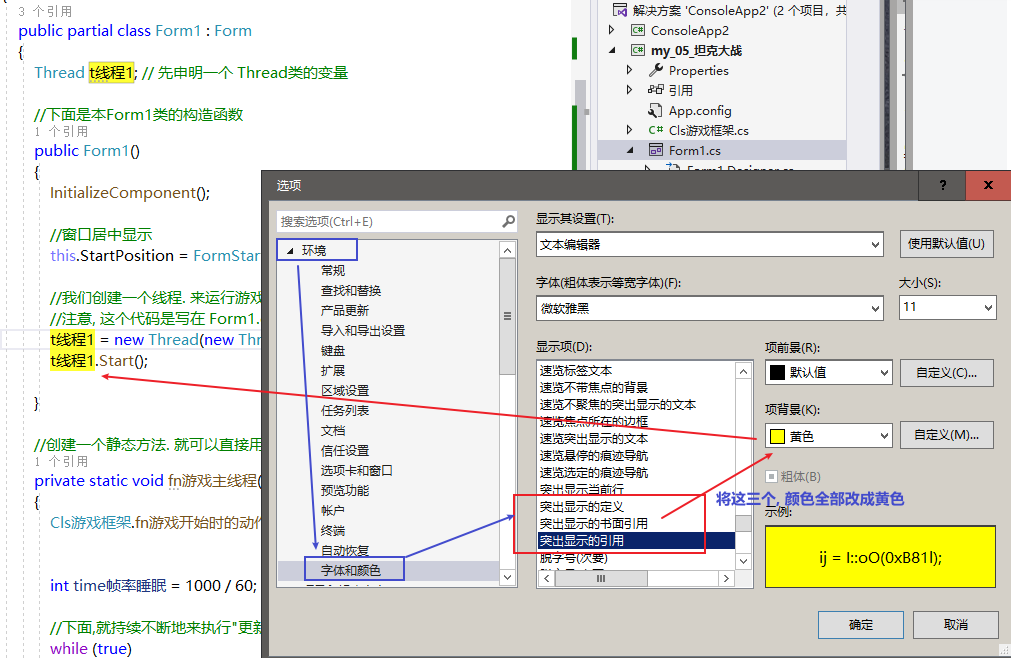 3 个引用
public partial class Form1 : Form
{
Thread t线程1; // 先申明一个 Thread类的变量
//下面是本Form1类的构造函数
1 个引用
public Form1()
{
InitializeComponent();
//窗口居中显示
this.StartPosition = FormStar
//我们创建一个线程. 来运行游戏
//注意, 这个代码是写在 Form1.
t线程1 = new Thread(new Thr
t线程1.Start();
}
//创建一个静态方法. 就可以直接用
1 个引用
private static void fn游戏主线程(
{
Cls游戏框架.fn游戏开始时的动作
int time帧率睡眠 = 1000 / 60;
//下面,就持续不断地来执行"更新
while (true)
解决方案 'ConsoleApp2' (2 个项目，共
C# ConsoleApp2
C# my_05_坦克大战
Properties
引用
App.config
C# Cls游戏框架.cs
Form1.cs
Form1.Designer.cs
选项
? x
搜索选项(Ctrl+E)
环境
常规
查找和替换
产品更新
导入和导出设置
键盘
扩展
区域设置
任务列表
文档
信任设置
选项卡和窗口
预览功能
帐户
终端
自动恢复
字体和颜色
显示其设置(T):
文本编辑器
使用默认值(U)
字体(粗体表示等宽字体)(F):
大小(S):
微软雅黑
11
显示项(D):
速览标签文本
速览不带焦点的背景
速览不聚焦的突出显示的文本
速览焦点所在的边框
速览突出显示的文本
速览悬停的痕迹导航
速览选定的痕迹导航
突出显示当前行
突出显示的定义
突出显示的书面引用
突出显示的引用
脱字号(次要)
项前景(R):
默认值
自定义(C)...
项背景(K):
黄色
自定义(M)...
粗体(B)
将这三个, 颜色全部改成黄色
示例:
ij = I::oO(0xB81l);
确定
取消